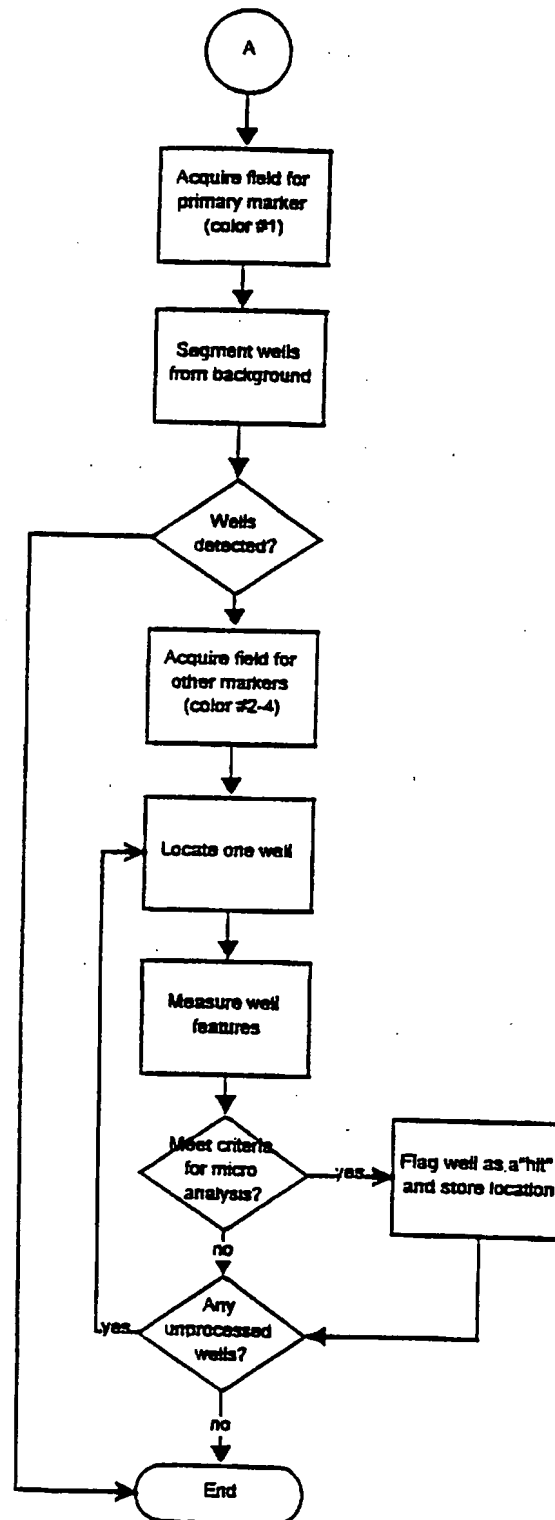 A
Acquire field for
primary marker
(color #1)
Segment wells
from background
Wells
detected?
Acquire field for
other markers
(color #2-4)
Locate one well
Measure well
features
Meet criteria
for micro
analysis?
yes
Flag well as a "hit"
and store location
no
Any
unprocessed
wells?
yes
no
End